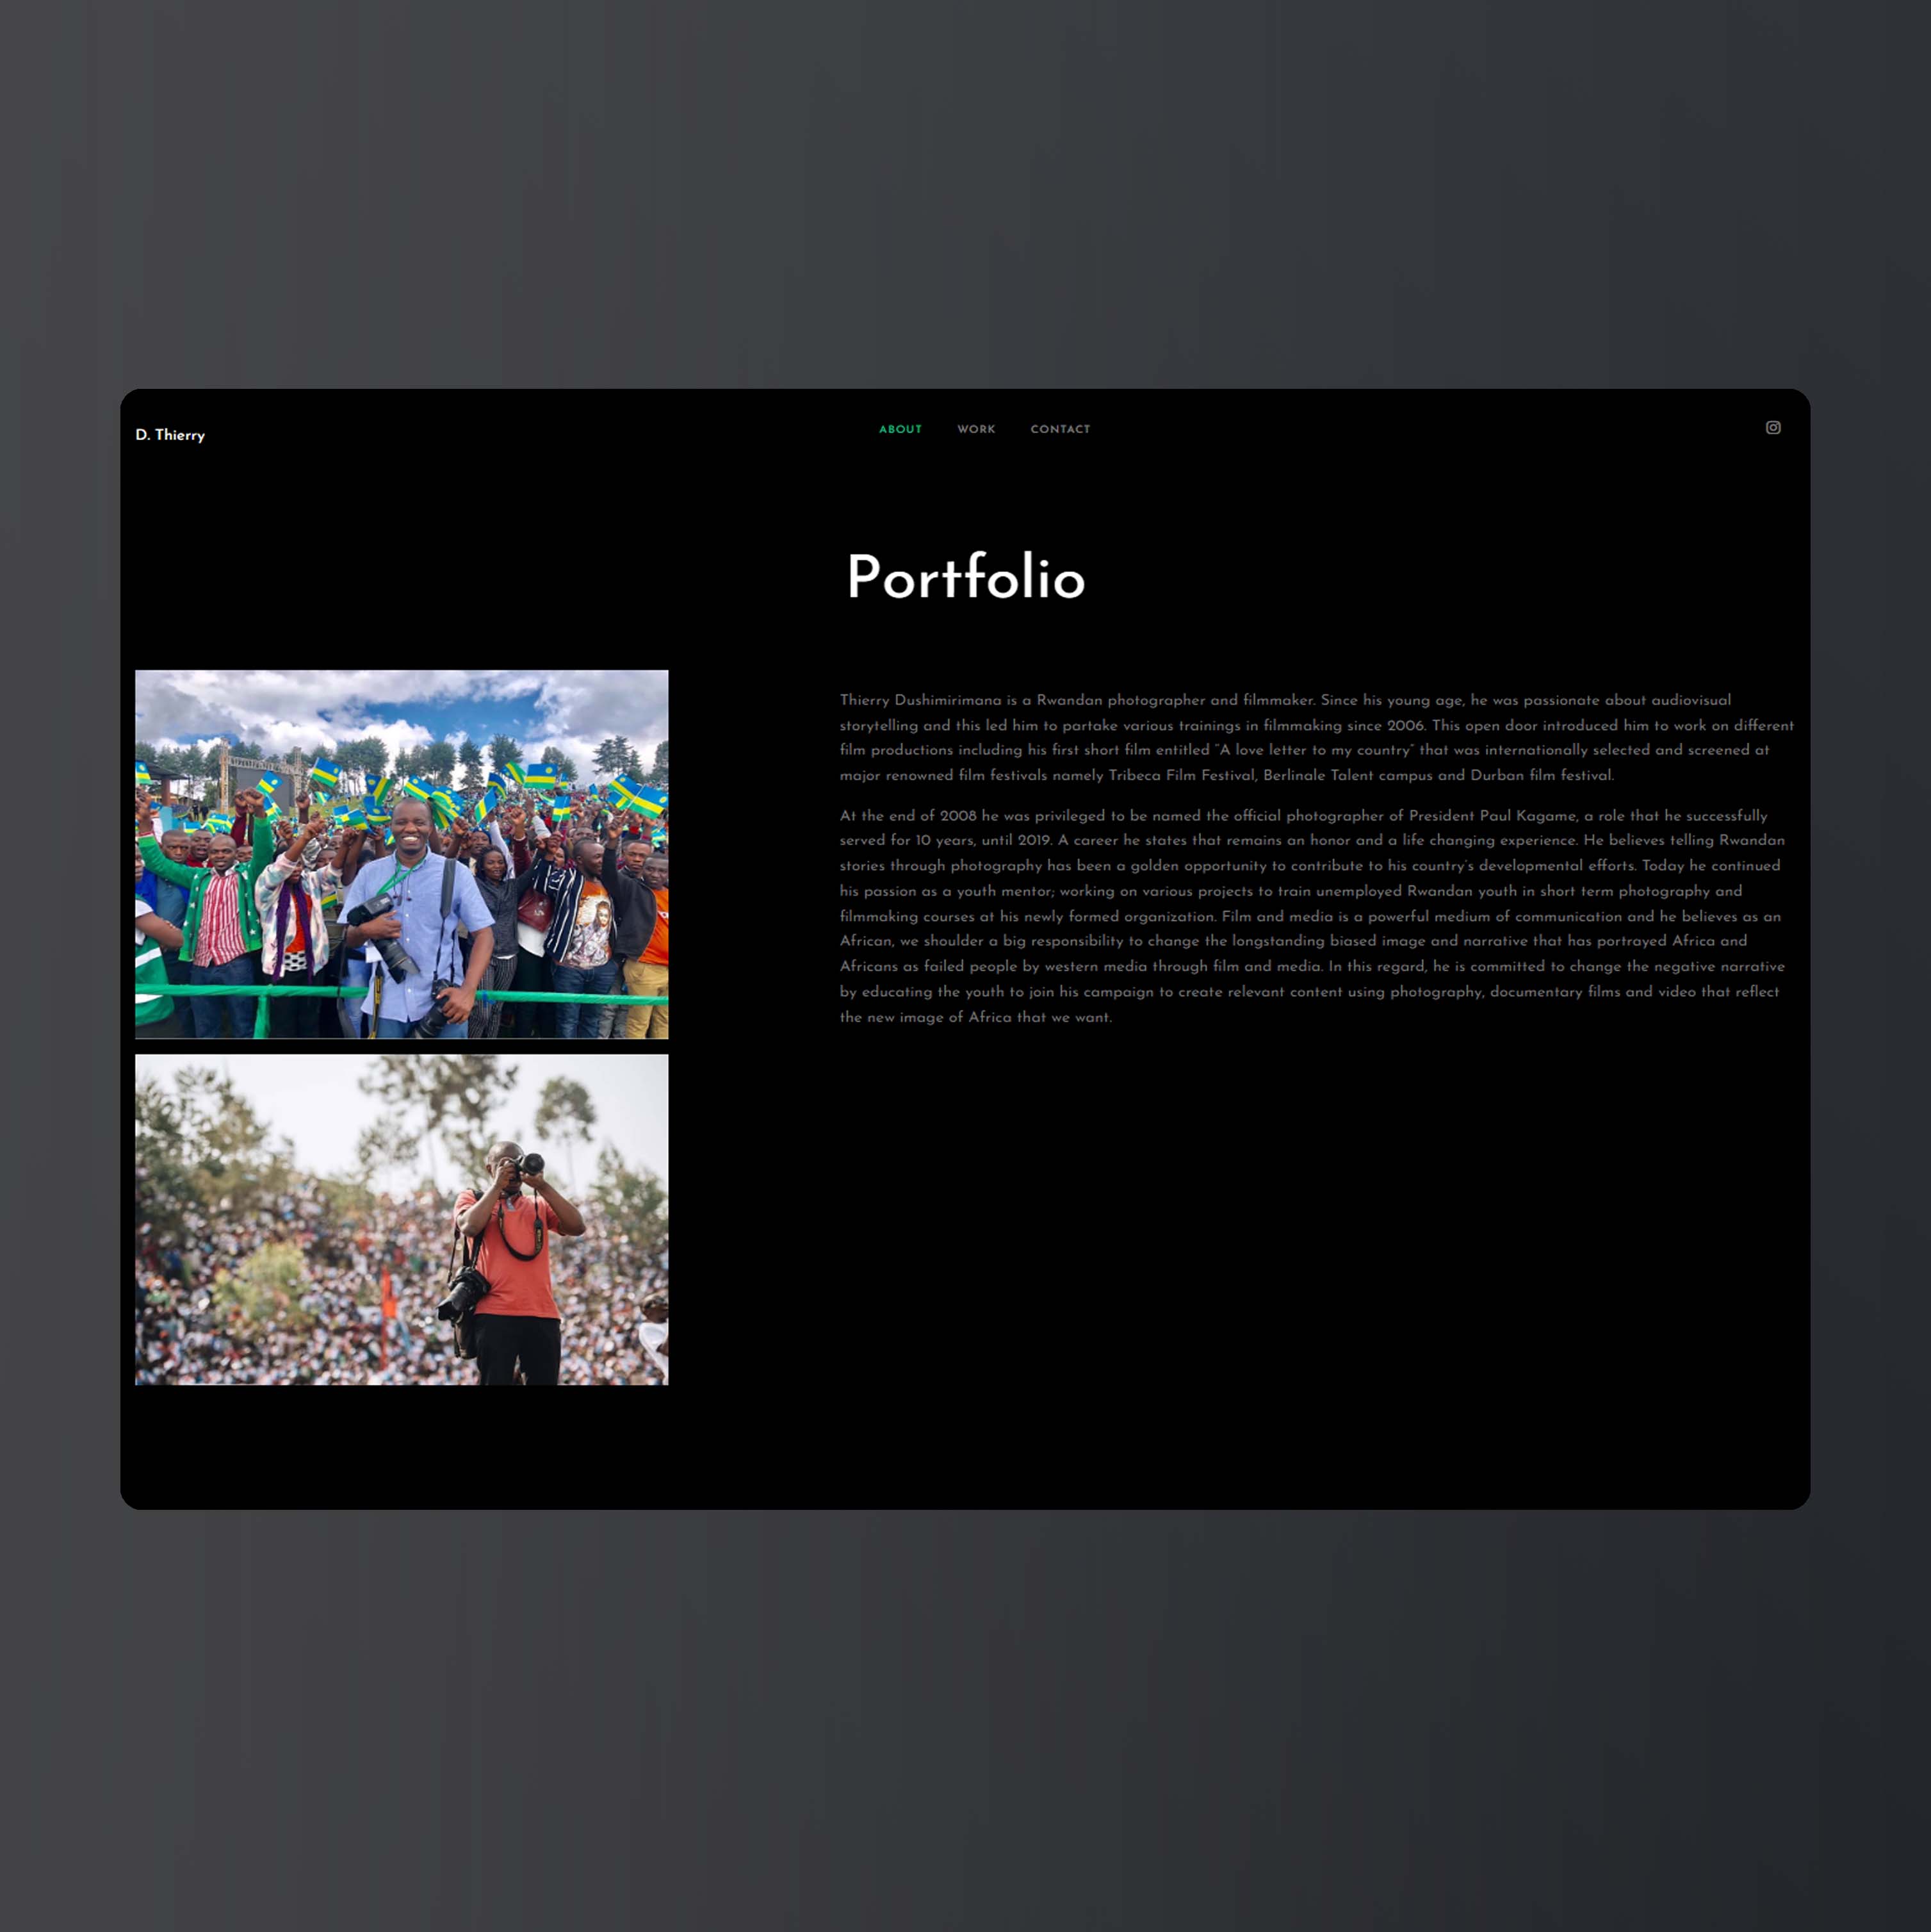 D. Thierry
ABOUT WORK CONTACT
Portfolio
Thierry Dushimirimana is a Rwandan photographer and filmmaker. Since his young age, he was passionate about audiovisual
storytelling and this led him to partake various trainings in filmmaking since 2006. This open door introduced him to work on different
film productions including his first short film entitled "A love letter to my country" that was internationally selected and screened at
major renowned film festivals namely Tribeca Film Festival, Berlinale Talent campus and Durban film festival.
At the end of 2008 he was privileged to be named the official photographer of President Paul Kagame, a role that he successfully
served for 10 years, until 2019. A career he states that remains an honor and a life changing experience. He believes telling Rwandan
stories through photography has been a golden opportunity to contribute to his country's developmental efforts. Today he continued
his passion as a youth mentor; working on various projects to train unemployed Rwandan youth in short term photography and
filmmaking courses at his newly formed organization. Film and media is a powerful medium of communication and he believes as an
African, we shoulder a big responsibility to change the longstanding biased image and narrative that has portrayed Africa and
Africans as failed people by western media through film and media. In this regard, he is committed to change the negative narrative
by educating the youth to join his campaign to create relevant content using photography, documentary films and video that reflect
the new image of Africa that we want.